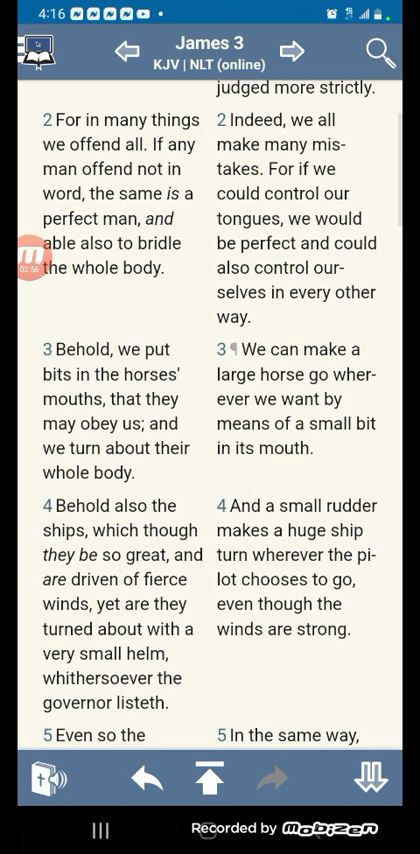 4:16
James 3
KJV | NLT (online)
judged more strictly.
2 For in many things
we offend all. If any
man offend not in
word, the same is a
perfect man, and
able also to bridle
the whole body.
2 Indeed, we all
make many mis-
takes. For if we
could control our
tongues, we would
be perfect and could
also control our-
selves in every other
way.
02:56
3 Behold, we put
bits in the horses'
mouths, that they
may obey us; and
we turn about their
whole body.
3 ¶ We can make a
large horse go wher-
ever we want by
means of a small bit
in its mouth.
4 Behold also the
ships, which though
they be so great, and
are driven of fierce
winds, yet are they
turned about with a
very small helm,
whithersoever the
governor listeth.
4 And a small rudder
makes a huge ship
turn wherever the pi-
lot chooses to go,
even though the
winds are strong.
5 Even so the
5 In the same way,
Recorded by mobizen